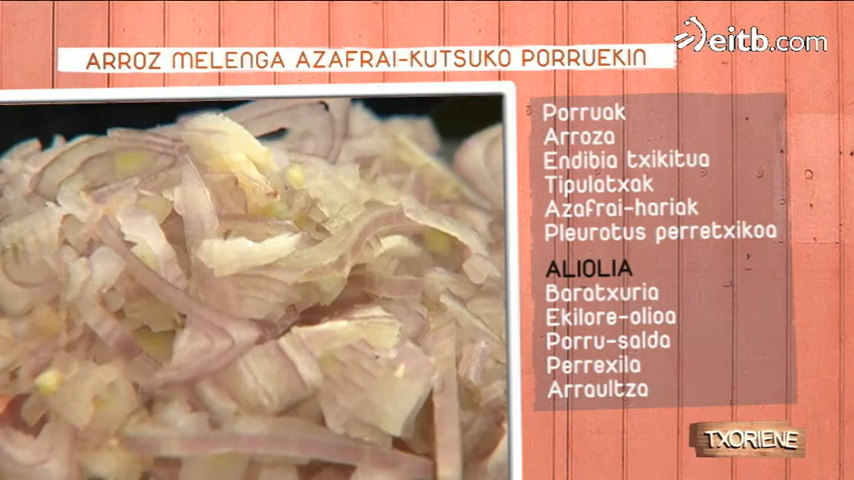 eitb.com
ARROZ MELENGA AZAFRAI-KUTSUKO PORRUEKIN
Porruak
Arroza
Endibia txikitua
Tipulatxak
Azafrai-hariak
Pleurotus perretxikoa
ALIOLIA
Baratxuria
Ekilore-olioa
Porru-salda
Perrexila
Arraultza
TXORIENE